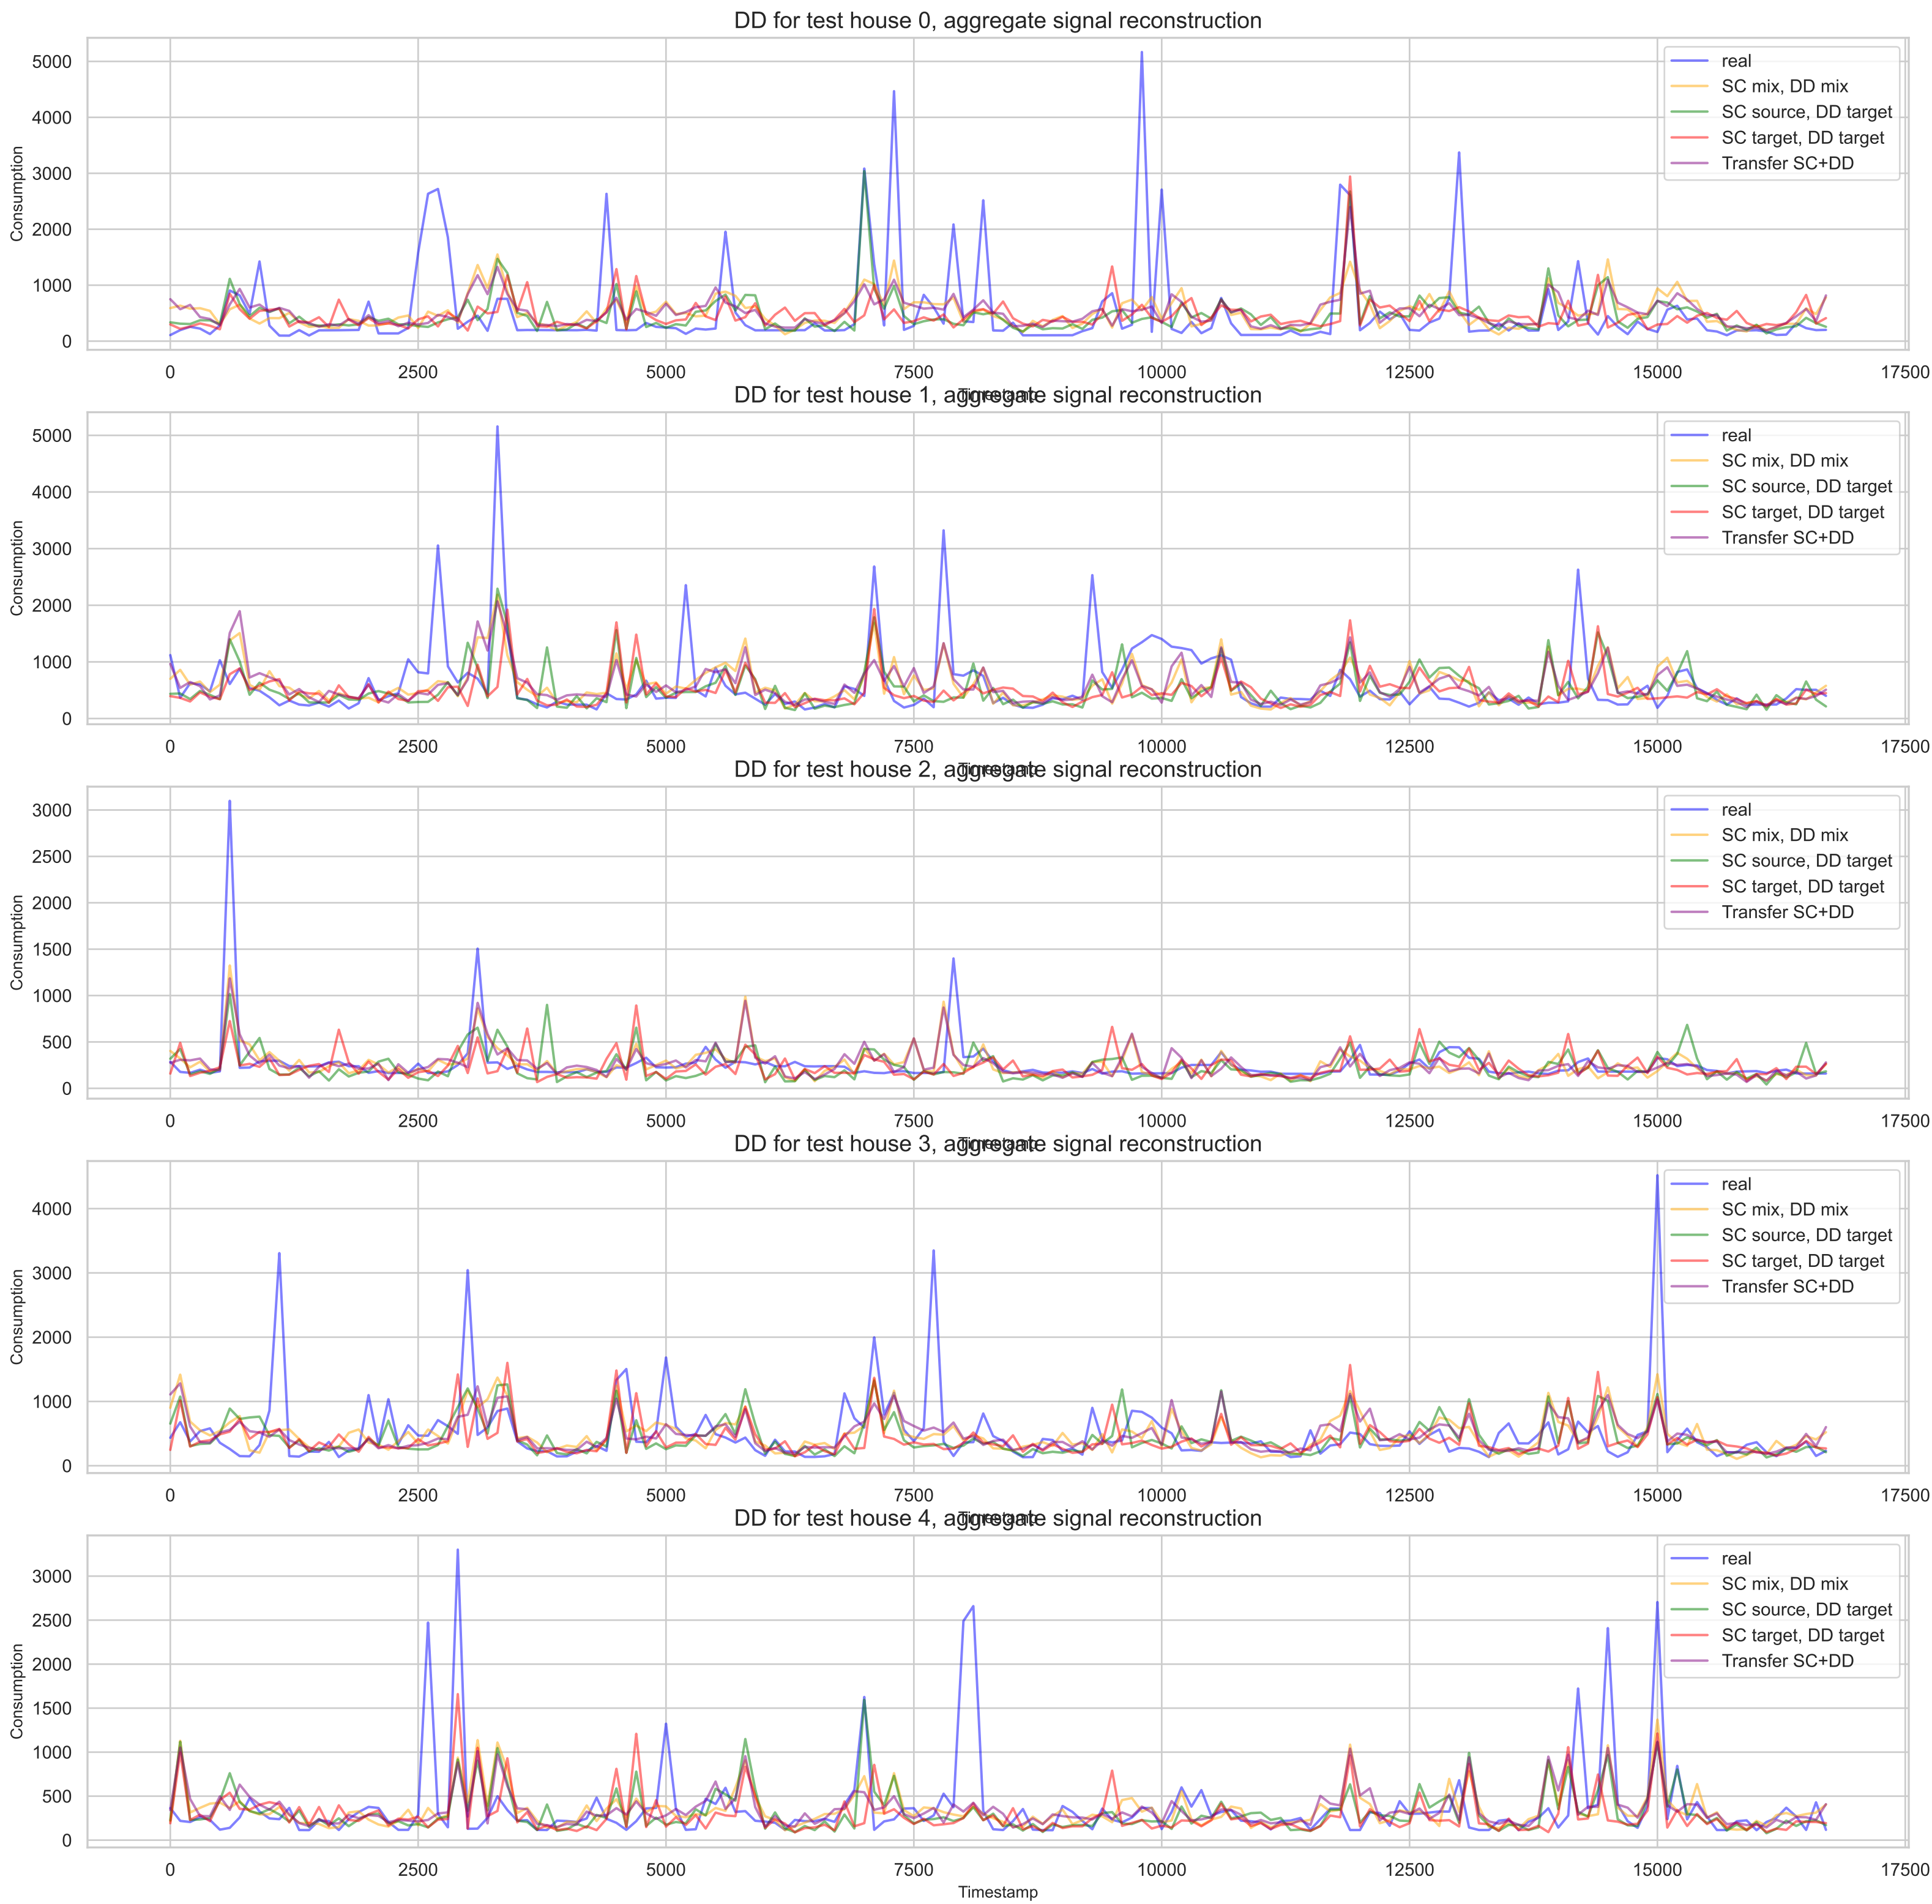 DD for test house 0, aggregate signal reconstruction
Consumption
5000
4000
3000
2000
1000
0
real
SC mix, DD mix
SC source, DD target
SC target, DD target
Transfer SC+DD
0 2500 5000 7500 10000 12500 15000 17500
Timestamp
DD for test house 1, aggregate signal reconstruction
Consumption
5000
4000
3000
2000
1000
0
real
SC mix, DD mix
SC source, DD target
SC target, DD target
Transfer SC+DD
0 2500 5000 7500 10000 12500 15000 17500
Timestamp
DD for test house 2, aggregate signal reconstruction
Consumption
3000
2500
2000
1500
1000
500
0
real
SC mix, DD mix
SC source, DD target
SC target, DD target
Transfer SC+DD
0 2500 5000 7500 10000 12500 15000 17500
Timestamp
DD for test house 3, aggregate signal reconstruction
Consumption
4000
3000
2000
1000
0
real
SC mix, DD mix
SC source, DD target
SC target, DD target
Transfer SC+DD
0 2500 5000 7500 10000 12500 15000 17500
Timestamp
DD for test house 4, aggregate signal reconstruction
Consumption
3000
2500
2000
1500
1000
500
0
real
SC mix, DD mix
SC source, DD target
SC target, DD target
Transfer SC+DD
0 2500 5000 7500 10000 12500 15000 17500
Timestamp